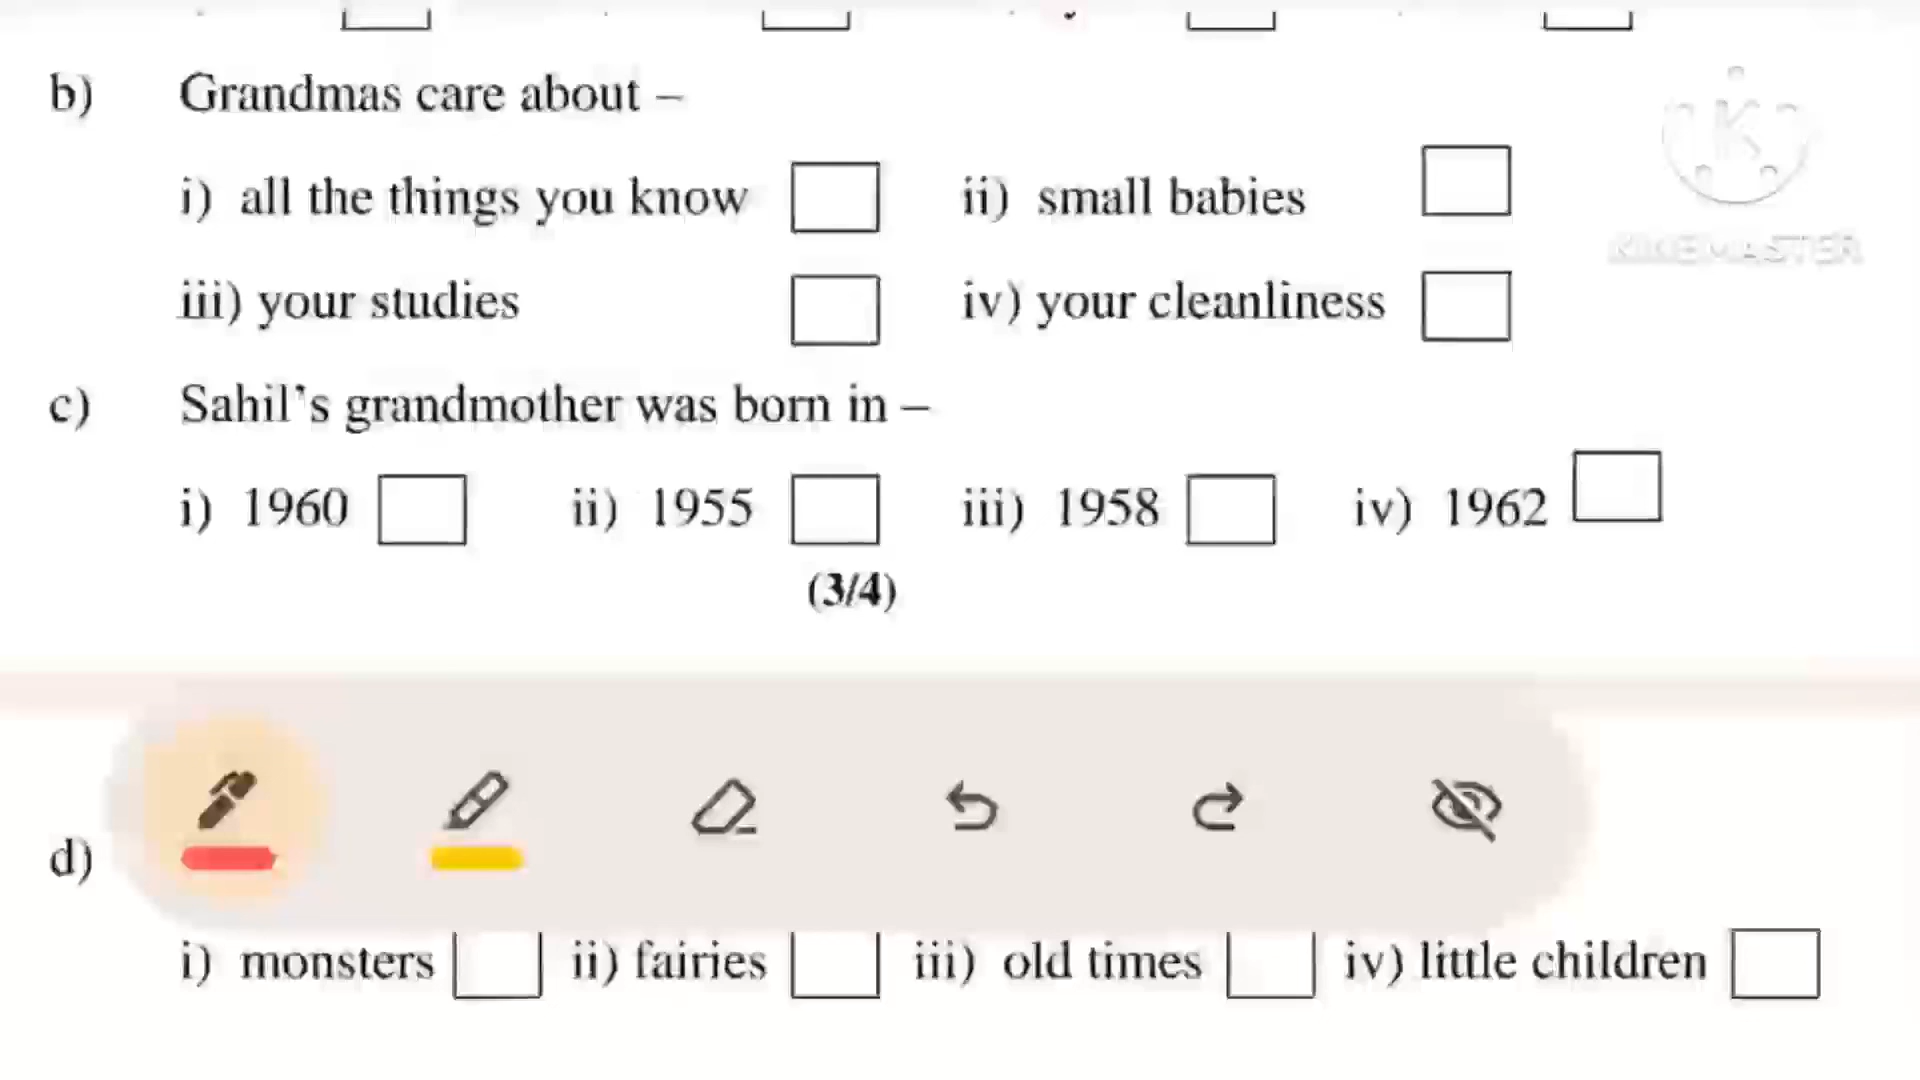 b) Grandmas care about –
i) all the things you know ii) small babies
KINEMASTER
iii) your studies iv) your cleanliness
c) Sahil's grandmother was born in –
i) 1960 ii) 1955 iii) 1958 iv) 1962
(3/4)
d)
i) monsters ii) fairies iii) old times iv) little children